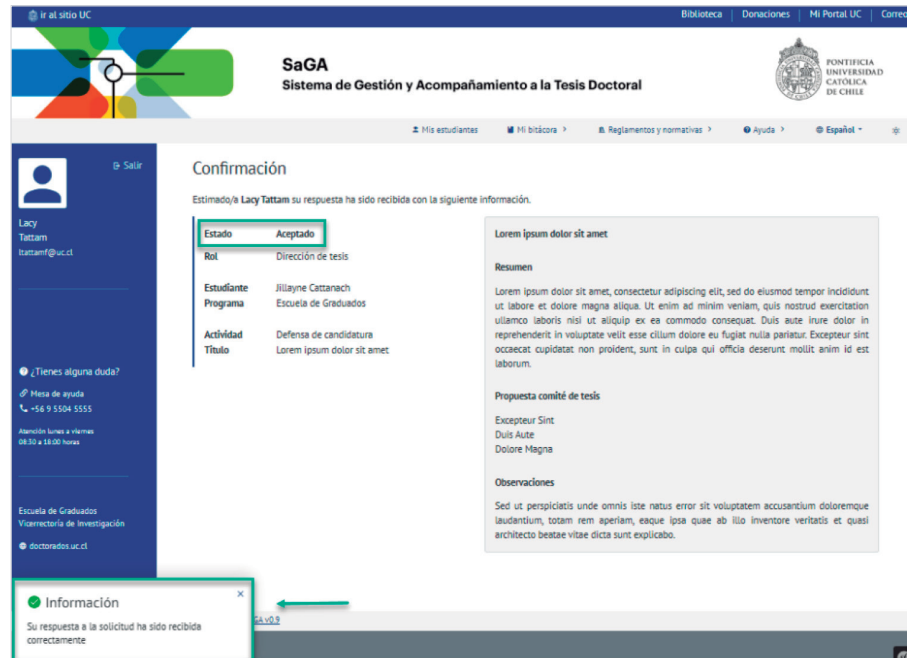 ir al sitio UC
Biblioteca
Donaciones
Mi Portal UC
SaGA
Sistema de Gestión y Acompañamiento a la Tesis Doctoral
PONTIFICIA
UNIVERSIDAD
CATÓLICA
DE CHILE
Mis estudiantes
Mi bitácora
Reglamentos y normativas
Ayuda
Español
Salir
Lacy
Tattam
ltattamf@uc.cl
¿Tienes alguna duda?
Mesa de ayuda
+56 9 5504 5555
Atención lunes a viernes
08:30 a 18:00 horas
Escuela de Graduados
Vicerrectoría de Investigación
doctorados.uc.cl
Confirmación
Estimado/a Lacy Tattam su respuesta ha sido recibida con la siguiente información.
Estado Aceptado
Rol Dirección de tesis
Estudiante Jillayne Cattanach
Programa Escuela de Graduados
Actividad Defensa de candidatura
Título Lorem ipsum dolor sit amet
Lorem ipsum dolor sit amet
Resumen
Lorem ipsum dolor sit amet, consectetur adipiscing elit, sed do eiusmod tempor incididunt
ut labore et dolore magna aliqua. Ut enim ad minim veniam, quis nostrud exercitation
ullamco laboris nisi ut aliquip ex ea commodo consequat. Duis aute irure dolor in
reprehenderit in voluptate velit esse cillum dolore eu fugiat nulla pariatur. Excepteur sint
occaecat cupidatat non proident, sunt in culpa qui officia deserunt mollit anim id est
laborum.
Propuesta comité de tesis
Excepteur Sint
Duis Aute
Dolore Magna
Observaciones
Sed ut perspiciatis unde omnis iste natus error sit voluptatem accusantium doloremque
laudantium, totam rem aperiam, eaque ipsa quae ab illo inventore veritatis et quasi
architecto beatae vitae dicta sunt explicabo.
Información
Su respuesta a la solicitud ha sido recibida
correctamente
v0.9